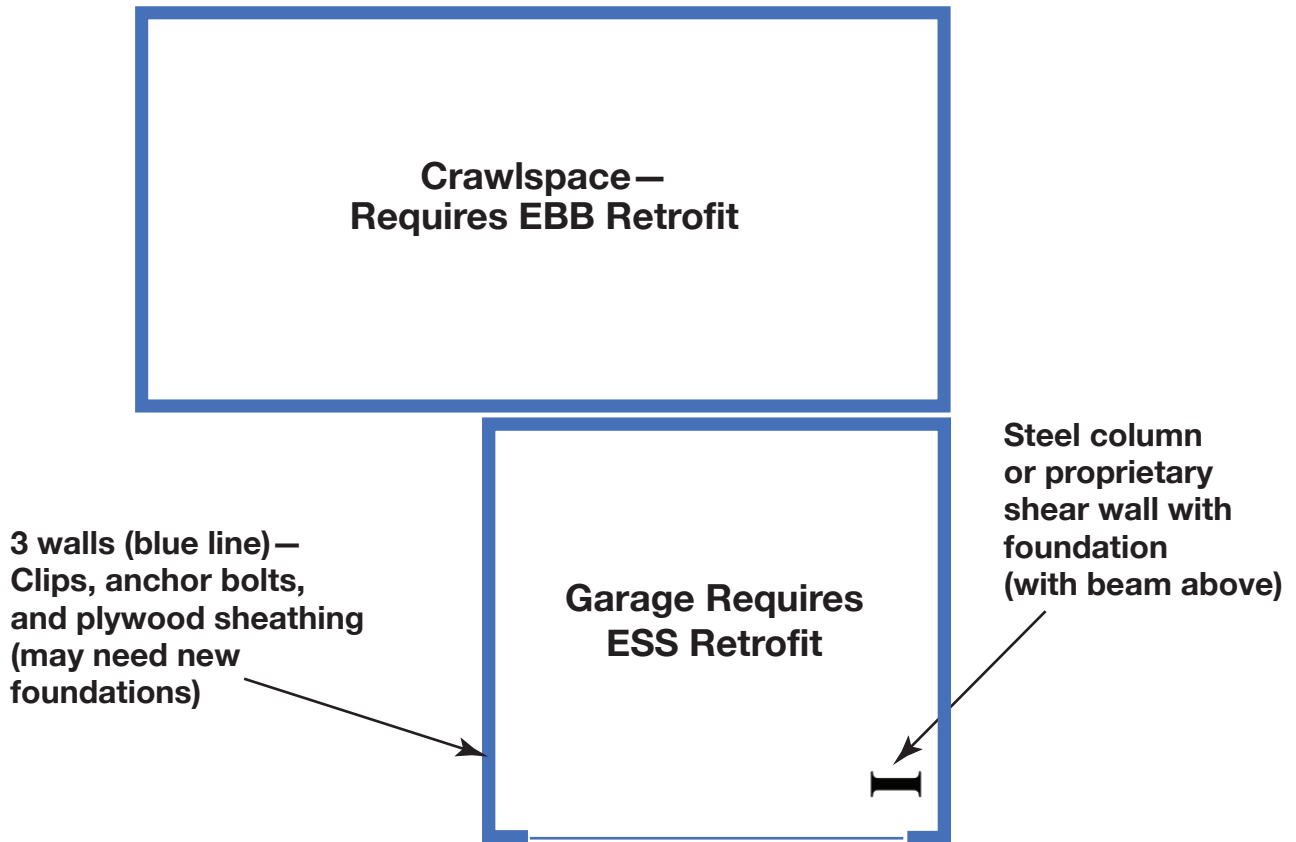 Crawlspace—
Requires EBB Retrofit
Steel column
or proprietary
shear wall with
foundation
(with beam above)
3 walls (blue line)—
Clips, anchor bolts,
and plywood sheathing
(may need new
foundations)
Garage Requires
ESS Retrofit